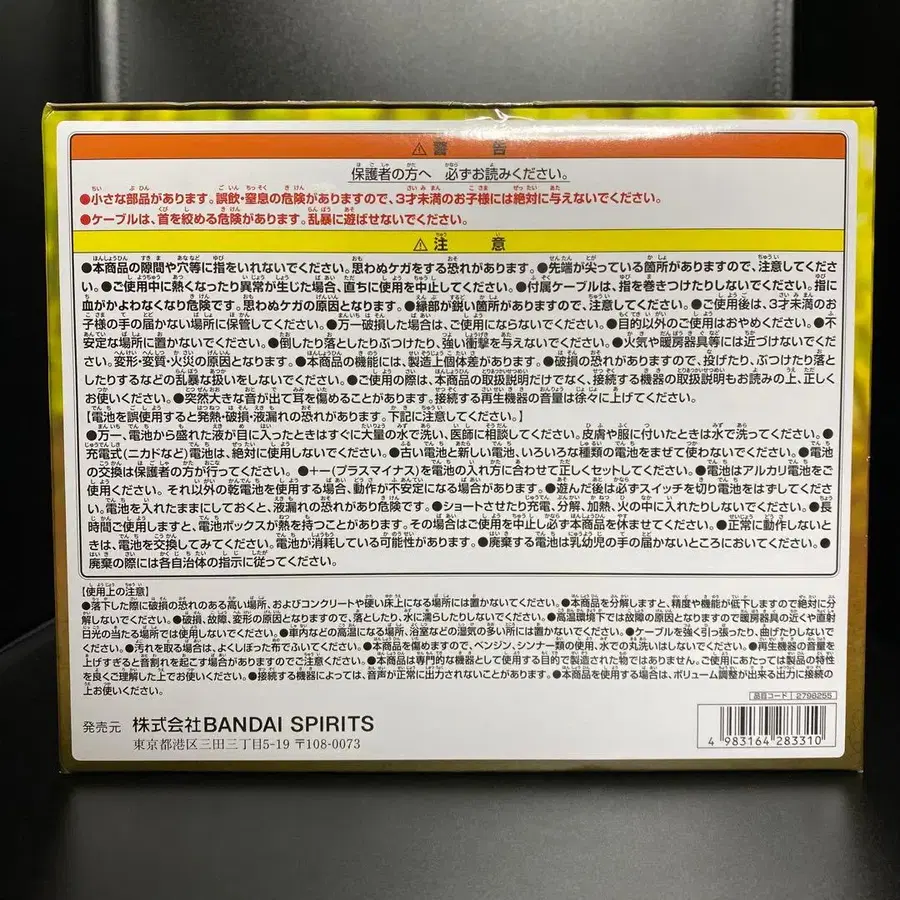 ⚠警 告
保護者の方へ 必ずお読みください。
●小さな部品があります。誤飲・窒息の危険がありますので、3才未満のお子様には絶対に与えないでください。
●ケーブルは、首を絞める危険があります。乱暴に遊ばせないでください。
⚠注 意
●本商品の隙間や穴等に指をいれないでください。思わぬケガをする恐れがあります。●先端が尖っている箇所がありますので、注意してくださ
い。●ご使用中に熱くなったり異常が生じた場合、直ちに使用を中止してください。●付属ケーブルは、指を巻きつけたりしないでください。指に
血がかよわなくなり危険です。思わぬケガの原因となります。●縁部が鋭い箇所がありますので、注意してください。●ご使用後は、3才未満のお
子様の手の届かない場所に保管してください。●万一破損した場合は、ご使用にならないでください。●目的以外のご使用はおやめください。●不
安定な場所に置かないでください。●倒したり落としたりぶつけたり、強い衝撃を与えないでください。●火気や暖房器具等には近づけないでくださ
い。変形・変質・火災の原因となります。●本商品の機能には、製造上個体差があります。●破損の恐れがありますので、投げたり、ぶつけたり落と
したりするなどの乱暴な扱いをしないでください。●ご使用の際は、本商品の取扱説明だけでなく、接続する機器の取扱説明もお読みの上、正しく
お使いください。●突然大きな音が出て耳を傷めることがあります。接続する再生機器の音量は徐々に上げてください。
【電池を誤使用すると発熱・破損・液漏れの恐れがあります。下記に注意してください。】
●万一、電池から漏れた液が目に入ったときはすぐに大量の水で洗い、医師に相談してください。皮膚や服に付いたときは水で洗ってください。●
充電式(ニカドなど)電池は、絶対に使用しないでください。●古い電池と新しい電池、いろいろな種類の電池をまぜて使わないでください。●電池
の交換は保護者の方が行ってください。●+−(プラスマイナス)を電池の入れ方に合わせて正しくセットしてください。●電池はアルカリ電池をご
使用ください。それ以外の乾電池を使用する場合、動作が不安定になる場合があります。●遊んだ後は必ずスイッチを切り電池をはずしてくださ
い。電池を入れたままにしておくと、液漏れの恐れがあり危険です。●ショートさせたり充電、分解、加熱、火の中に入れたりしないでください。●長
時間ご使用しますと、電池ボックスが熱を持つことがあります。その場合はご使用を中止し必ず本商品を休ませてください。●正常に動作しないと
きは、電池を交換してみてください。電池が消耗している可能性があります。●廃棄する電池は乳幼児の手の届かないところにおいてください。●
廃棄の際には各自治体の指示に従ってください。
【使用上の注意】
●落下した際に破損の恐れのある高い場所、およびコンクリートや硬い床上になる場所には置かないでください。●本商品を分解しますと、精度や機能が低下しますので絶対に分
解しないでください。●破損、故障、変形の原因となりますので、落としたり、水に濡らしたりしないでください。●高温環境下では故障の原因となりますので暖房器具の近くや直射
日光の当たる場所では使用しないでください。●車内などの高温になる場所、浴室などの湿気の多い所には置かないでください。●ケーブルを強く引っ張ったり、曲げたりしないで
ください。●汚れを取る場合は、よくしぼった布でふいてください。●本商品を傷めますので、ベンジン、シンナー類の使用、水での丸洗いはしないでください。●再生機器の音量を
上げすぎると音割れを起こす場合がありますのでご注意ください。●本商品は専門的な機器として使用する目的で製造された物ではありません。ご使用にあたっては製品の特性
を良くご理解した上でお使いください。●接続する機器によっては、音声が正常に出力されないことがあります。●本商品を使用する場合は、ボリューム調整が出来る出力に接続の
上お使いください。
品目コード 2798255
発売元 株式会社BANDAI SPIRITS
東京都港区三田三丁目5-19 〒108-0073
4 983164 283310